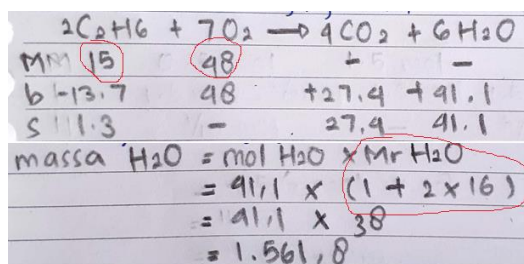 2C2H6 + 7O2 → 4CO2 + 6H2O
M 15 48 - -
b -13.7 48 +27.4 +41.1
S 1.3 - 27.4 41.1
massa H2O = mol H2O x Mr H2O
= 41,1 x (1 + 2 x 16)
= 41,1 x 38
= 1.561,8